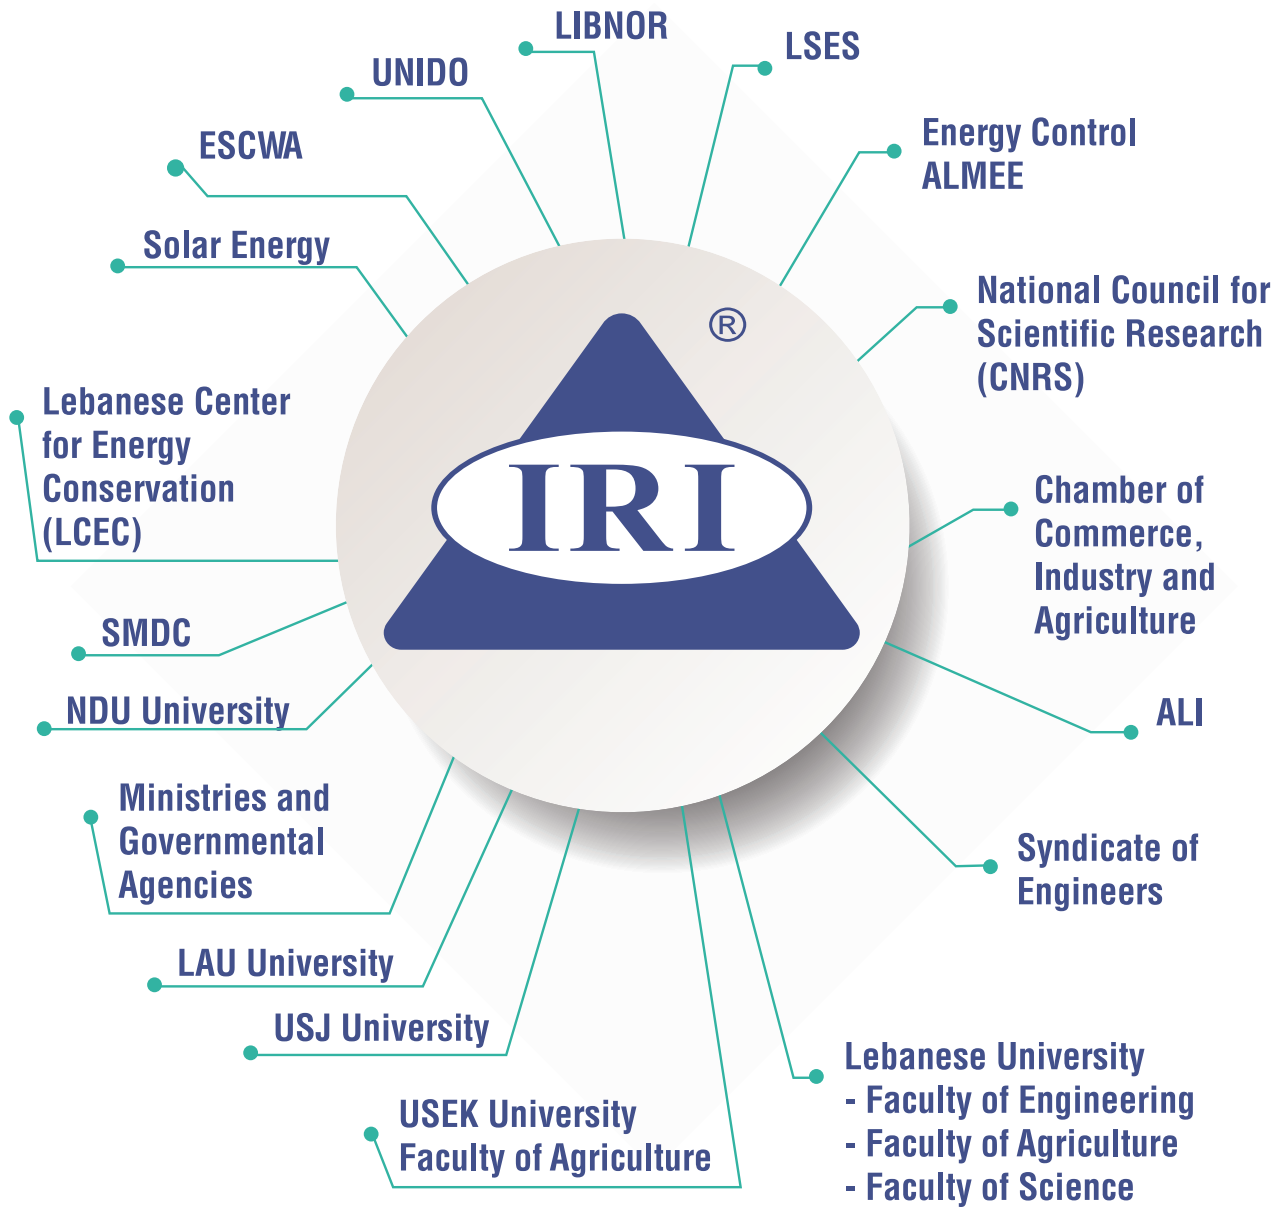 LIBNOR
LSES
UNIDO
Energy Control
ALMEE
ESCWA
Solar Energy
National Council for
Scientific Research
(CNRS)
®
Lebanese Center
for Energy
Conservation
(LCEC)
IRI
Chamber of
Commerce,
Industry and
Agriculture
SMDC
NDU University
ALI
Ministries and
Governmental
Agencies
Syndicate of
Engineers
LAU University
USJ University
Lebanese University
- Faculty of Engineering
- Faculty of Agriculture
- Faculty of Science
USEK University
Faculty of Agriculture